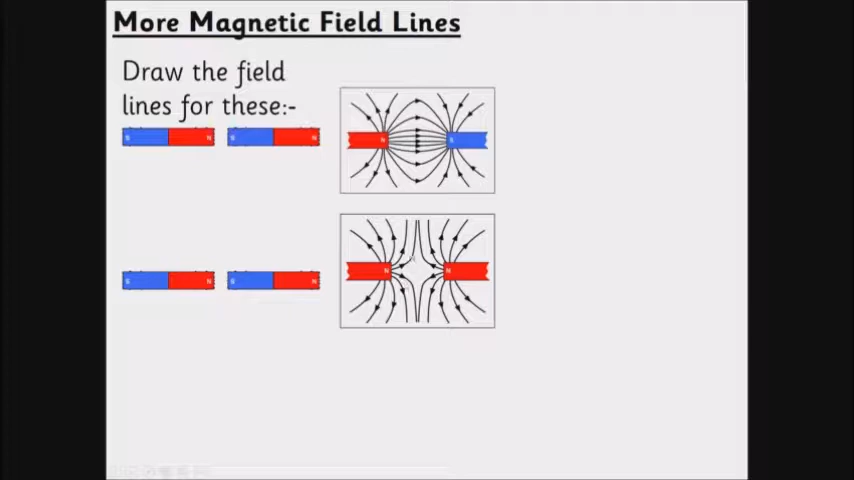 More Magnetic Field Lines
Draw the field
lines for these:-
S N S N
N S
S N S N
N N